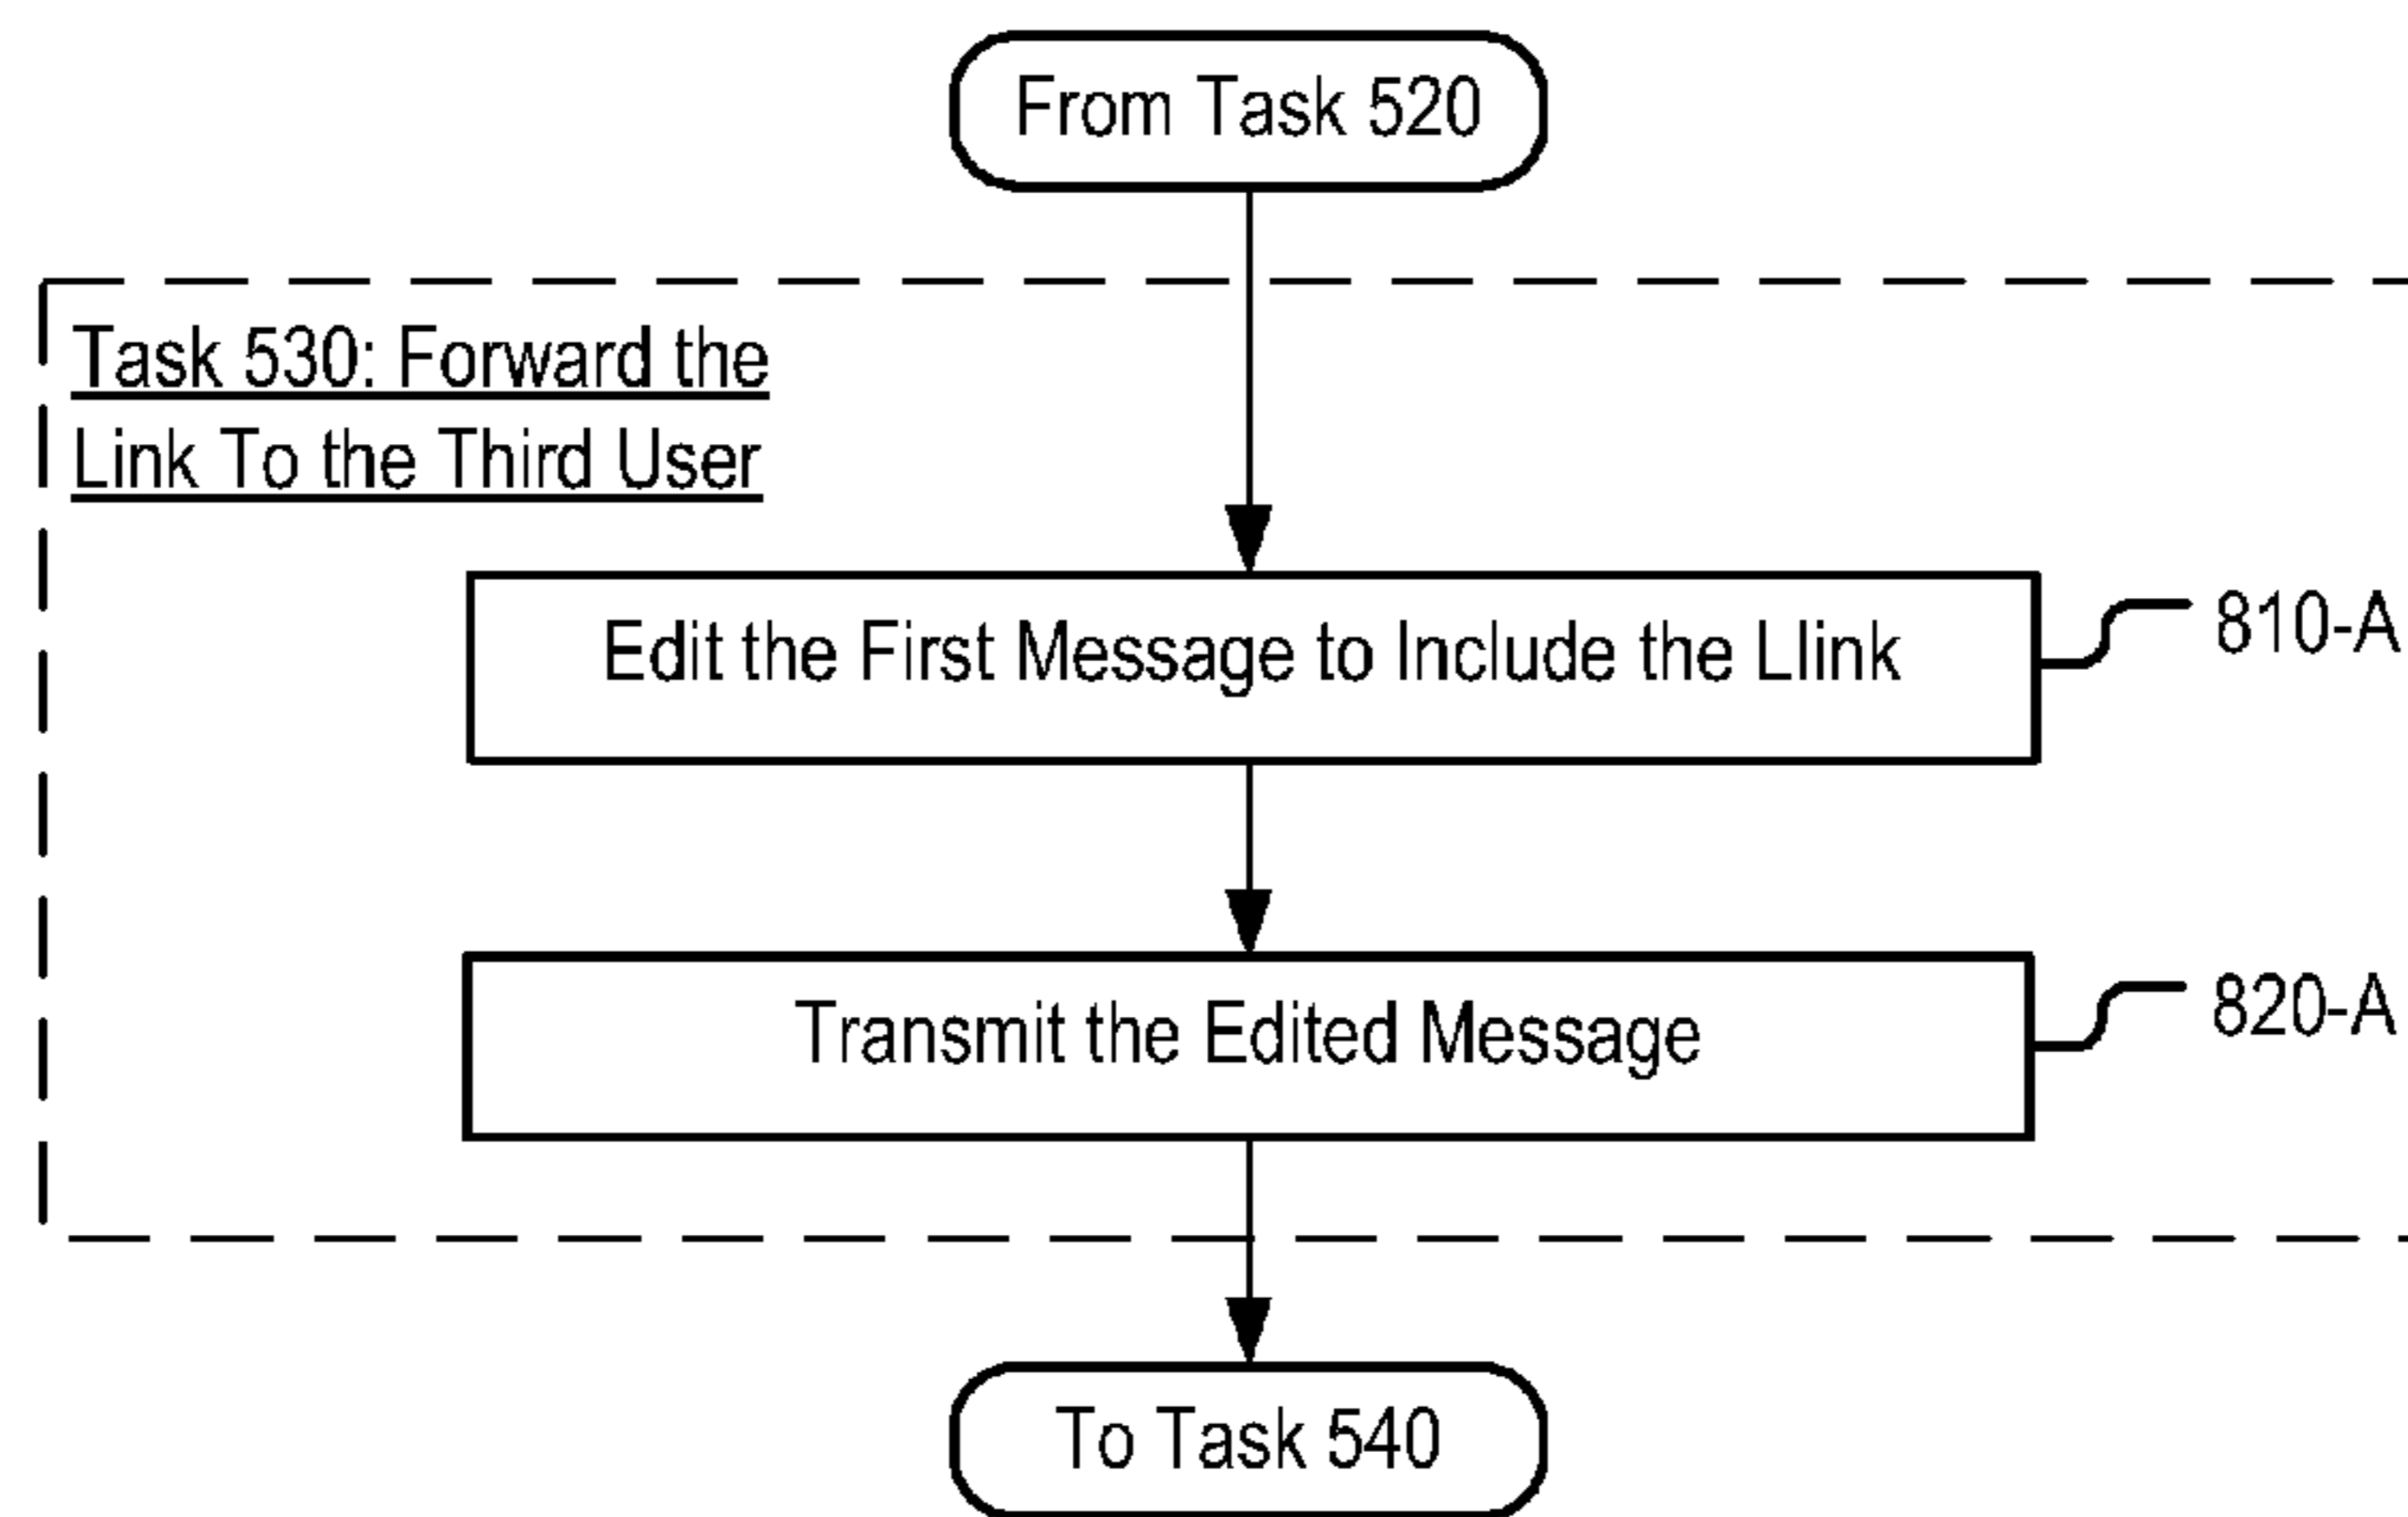 From Task 520
Task 530: Forward the
Link To the Third User
Edit the First Message to Include the Llink
810-A
Transmit the Edited Message
820-A
To Task 540